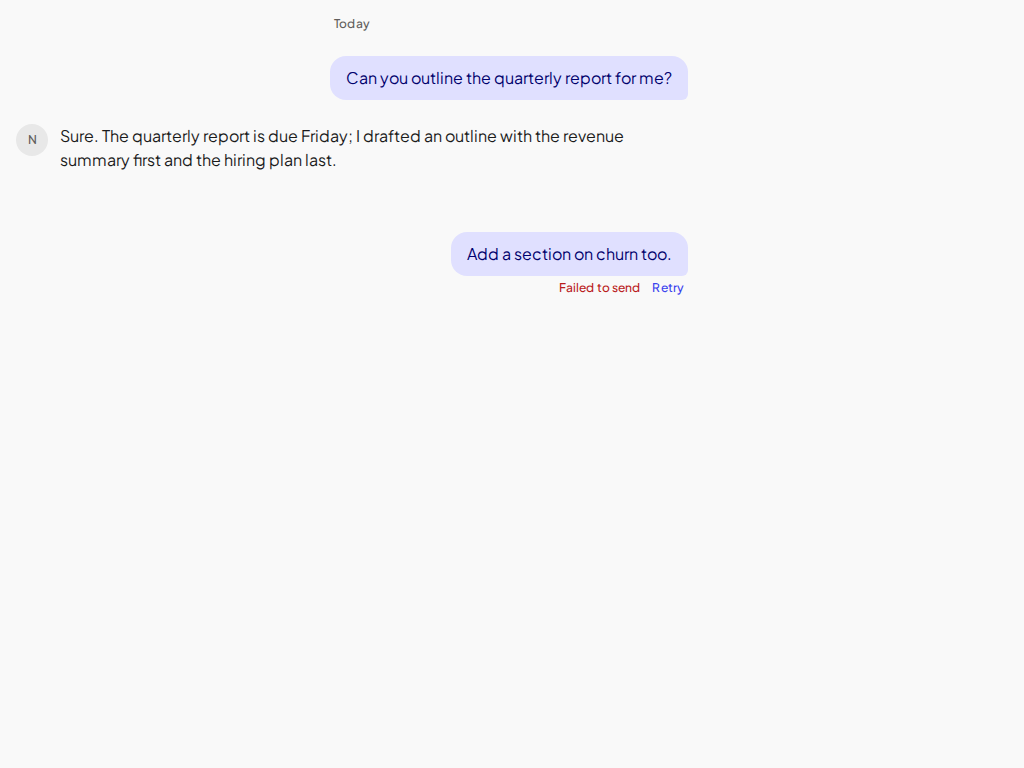 Today
Can you outline the quarterly report for me?
N
Sure. The quarterly report is due Friday; I drafted an outline with the revenue
summary first and the hiring plan last.
Add a section on churn too.
Failed to send Retry